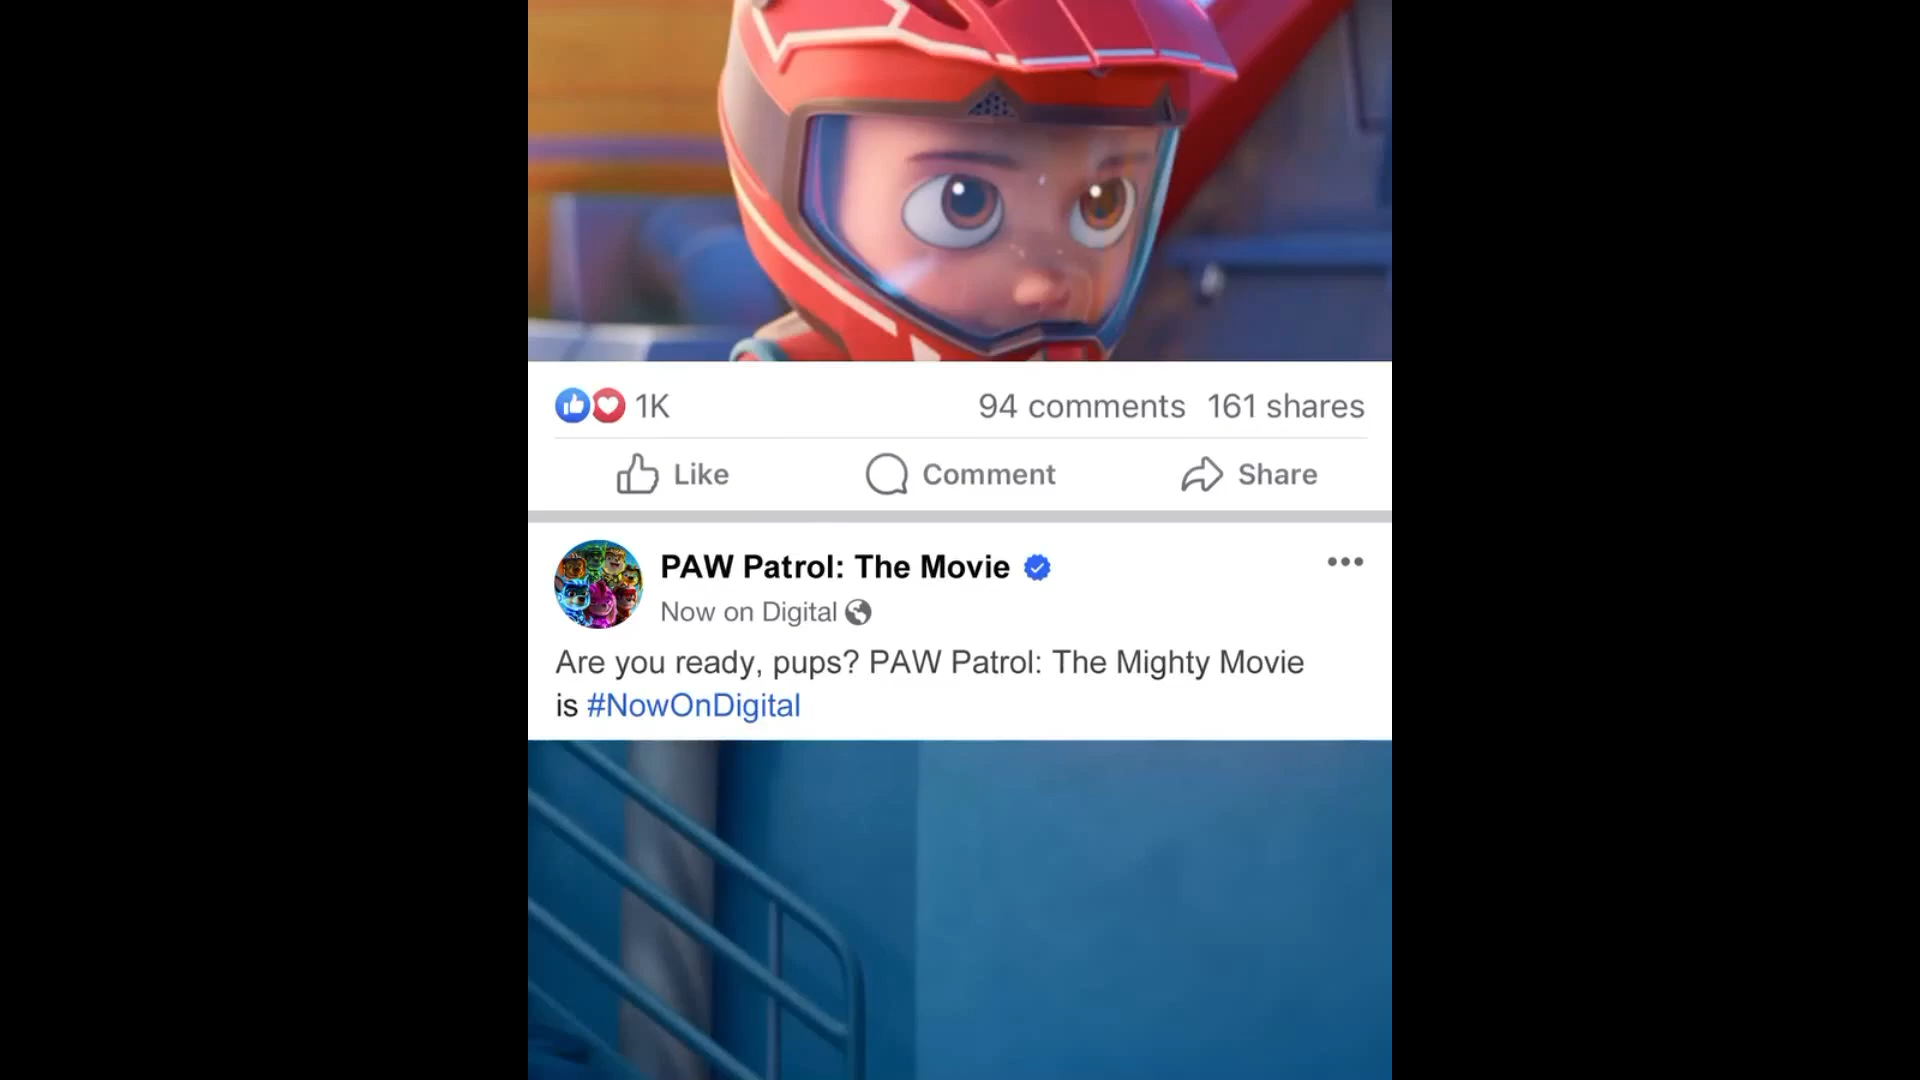 1K 94 comments 161 shares
Like Comment Share
PAW Patrol: The Movie
Now on Digital
Are you ready, pups? PAW Patrol: The Mighty Movie
is #NowOnDigital